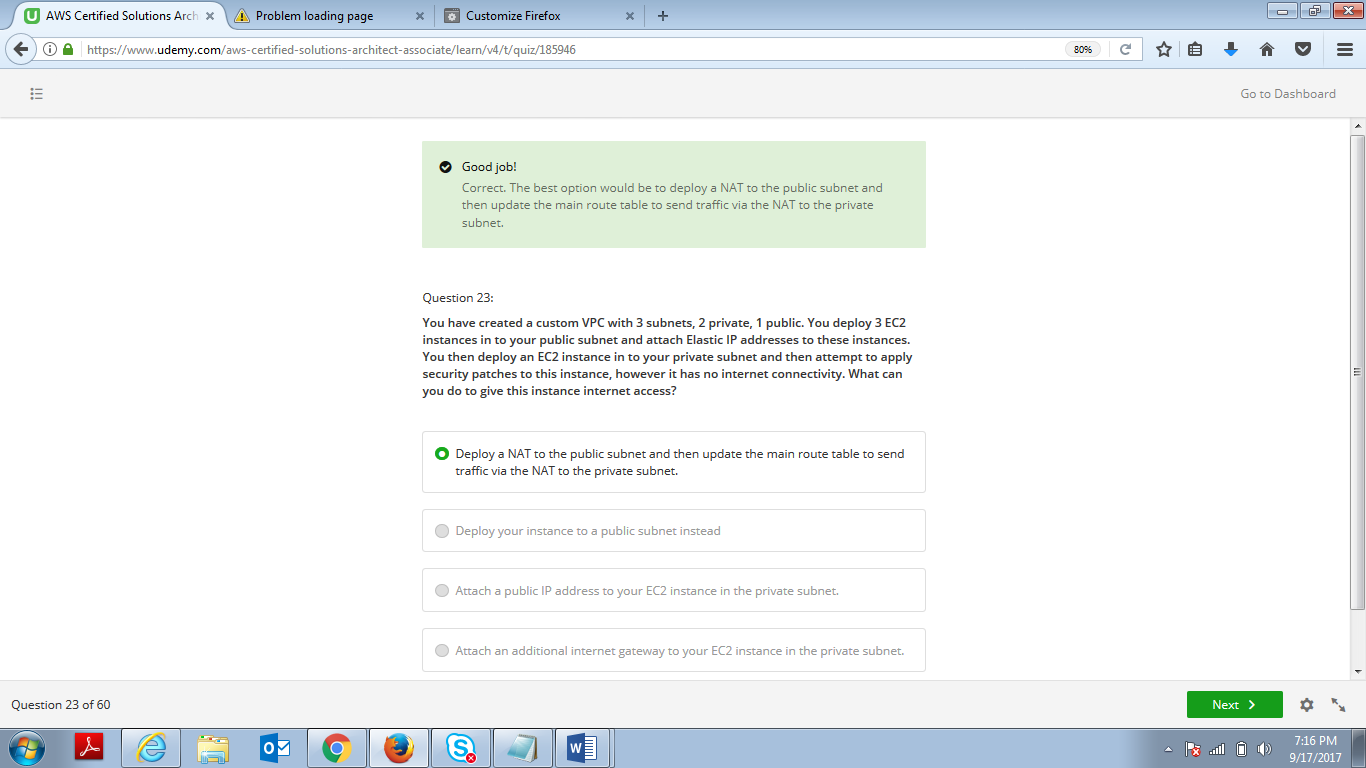 AWS Certified Solutions Arch
Problem loading page
Customize Firefox
https://www.udemy.com/aws-certified-solutions-architect-associate/learn/v4/t/quiz/185946
80%
Go to Dashboard
Good job!
Correct. The best option would be to deploy a NAT to the public subnet and
then update the main route table to send traffic via the NAT to the private
subnet.
Question 23:
You have created a custom VPC with 3 subnets, 2 private, 1 public. You deploy 3 EC2
instances in to your public subnet and attach Elastic IP addresses to these instances.
You then deploy an EC2 instance in to your private subnet and then attempt to apply
security patches to this instance, however it has no internet connectivity. What can
you do to give this instance internet access?
Deploy a NAT to the public subnet and then update the main route table to send
traffic via the NAT to the private subnet.
Deploy your instance to a public subnet instead
Attach a public IP address to your EC2 instance in the private subnet.
Attach an additional internet gateway to your EC2 instance in the private subnet.
Question 23 of 60
Next
7:16 PM
9/17/2017